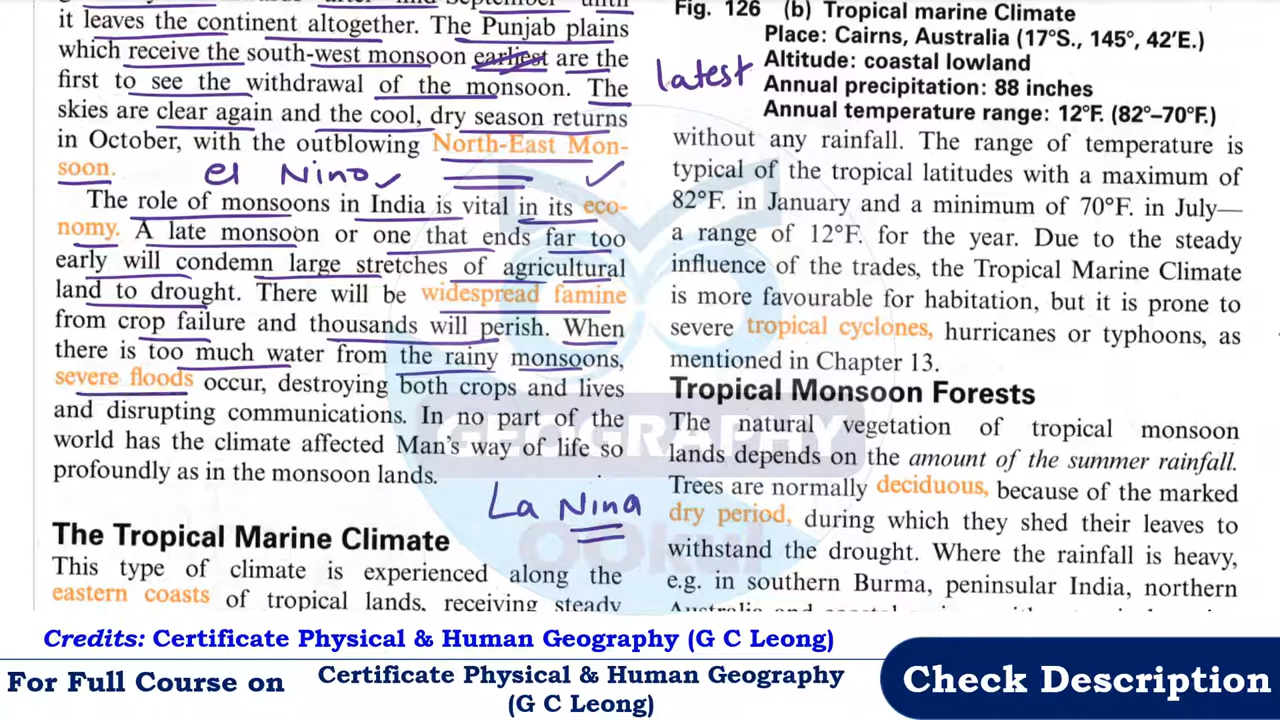 it leaves the continent altogether. The Punjab plains
which receive the south-west monsoon earliest are the
first to see the withdrawal of the monsoon. The
skies are clear again and the cool, dry season returns
in October, with the outblowing North-East Mon-
soon.
el Nino
The role of monsoons in India is vital in its eco-
nomy. A late monsoon or one that ends far too
early will condemn large stretches of agricultural
land to drought. There will be widespread famine
from crop failure and thousands will perish. When
there is too much water from the rainy monsoons,
severe floods occur, destroying both crops and lives
and disrupting communications. In no part of the
world has the climate affected Man's way of life so
profoundly as in the monsoon lands.
La Nina
The Tropical Marine Climate
This type of climate is experienced along the
eastern coasts of tropical lands, receiving steady
Fig. 126 (b) Tropical marine Climate
Place: Cairns, Australia (17°S., 145°, 42'E.)
latest
Altitude: coastal lowland
Annual precipitation: 88 inches
Annual temperature range: 12°F. (82°–70°F.)
without any rainfall. The range of temperature is
typical of the tropical latitudes with a maximum of
82°F. in January and a minimum of 70°F. in July—
a range of 12°F. for the year. Due to the steady
influence of the trades, the Tropical Marine Climate
is more favourable for habitation, but it is prone to
severe tropical cyclones, hurricanes or typhoons, as
mentioned in Chapter 13.
Tropical Monsoon Forests
The natural vegetation of tropical monsoon
lands depends on the amount of the summer rainfall.
Trees are normally deciduous, because of the marked
dry period, during which they shed their leaves to
withstand the drought. Where the rainfall is heavy,
e.g. in southern Burma, peninsular India, northern
GEOGRAPHY
Credits: Certificate Physical & Human Geography (G C Leong)
For Full Course on
Certificate Physical & Human Geography
(G C Leong)
Check Description